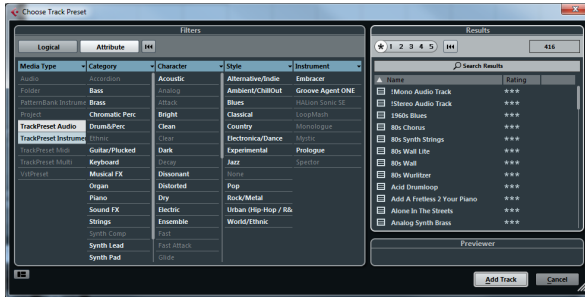 Choose Track Preset
Filters
Logical Attribute
Media Type Category Character Style Instrument
Audio Accordion Acoustic Alternative/Indie Embracer
Folder Bass Analog Ambient/ChillOut Groove Agent ONE
PatternBank Instrume Brass Attack Blues HALion Sonic SE
Project Chromatic Perc Bright Classical LoopMash
TrackPreset Audio Drum&Perc Clean Country Monologue
TrackPreset Instrume Ethnic Clear Electronica/Dance Mystic
TrackPreset Midi Guitar/Plucked Dark Experimental Prologue
TrackPreset Multi Keyboard Decay Jazz Spector
VstPreset Musical FX Dissonant None
Organ Distorted Pop
Piano Dry Rock/Metal
Sound FX Electric Urban (Hip-Hop / R&
Strings Ensemble World/Ethnic
Synth Comp Fast
Synth Lead Fast Attack
Synth Pad Glide
Results
* 1 2 3 4 5 416
Search Results
Name Rating
!Mono Audio Track ***
!Stereo Audio Track ***
1960s Blues ***
80s Chorus ***
80s Synth Strings ***
80s Wall Lite ***
80s Wall ***
80s Wurlitzer ***
Acid Drumloop ***
Add A Fretless 2 Your Piano ***
Alone In The Streets ***
Analog Synth Brass ***
Previewer
Add Track Cancel